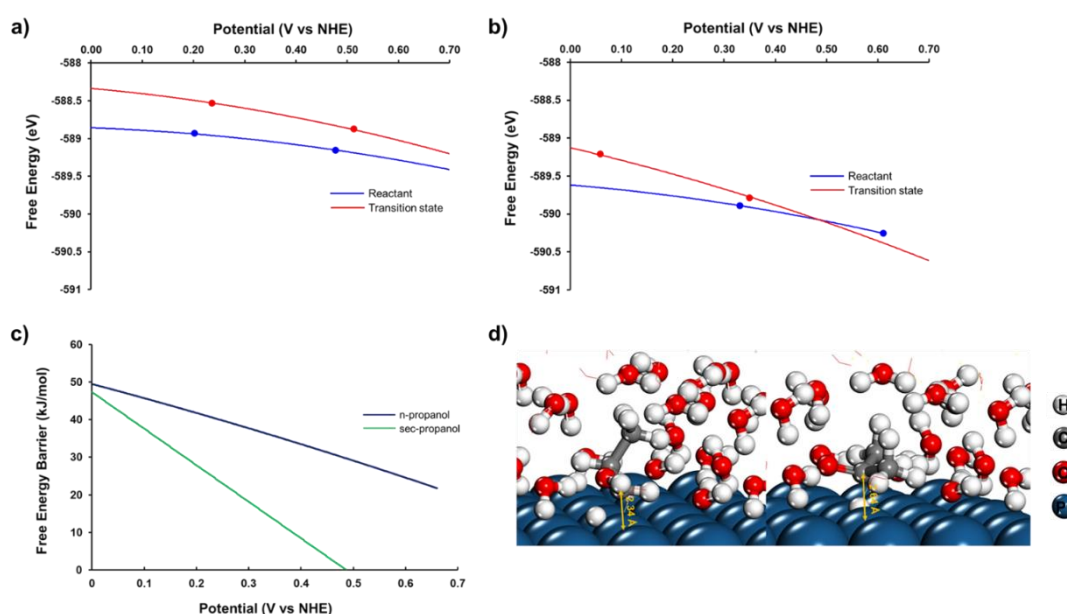 a)
Potential (V vs NHE)
0.00 0.10 0.20 0.30 0.40 0.50 0.60 0.70
-588
-588.5
-589
-589.5
-590
-590.5
-591
Free Energy (eV)
Reactant
Transition state
b)
Potential (V vs NHE)
0.00 0.10 0.20 0.30 0.40 0.50 0.60 0.70
-588
-588.5
-589
-589.5
-590
-590.5
-591
Free Energy (eV)
Reactant
Transition state
c)
60
50
40
30
20
10
0
Free Energy Barrier (kJ/mol)
n-propanol
sec-propanol
0 0.1 0.2 0.3 0.4 0.5 0.6 0.7
Potential (V vs NHE)
d)
2.34 Å
H
C